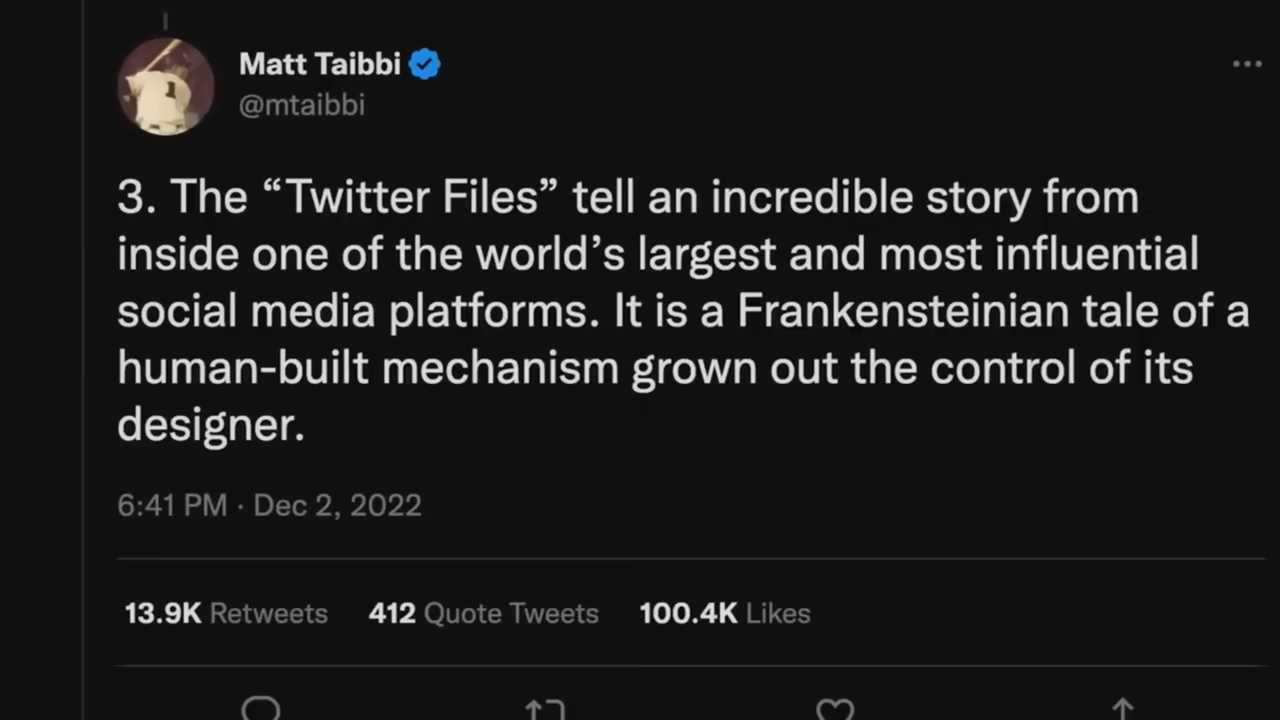 Matt Taibbi
@mtaibbi
3. The “Twitter Files” tell an incredible story from
inside one of the world’s largest and most influential
social media platforms. It is a Frankensteinian tale of a
human-built mechanism grown out the control of its
designer.
6:41 PM · Dec 2, 2022
13.9K Retweets 412 Quote Tweets 100.4K Likes